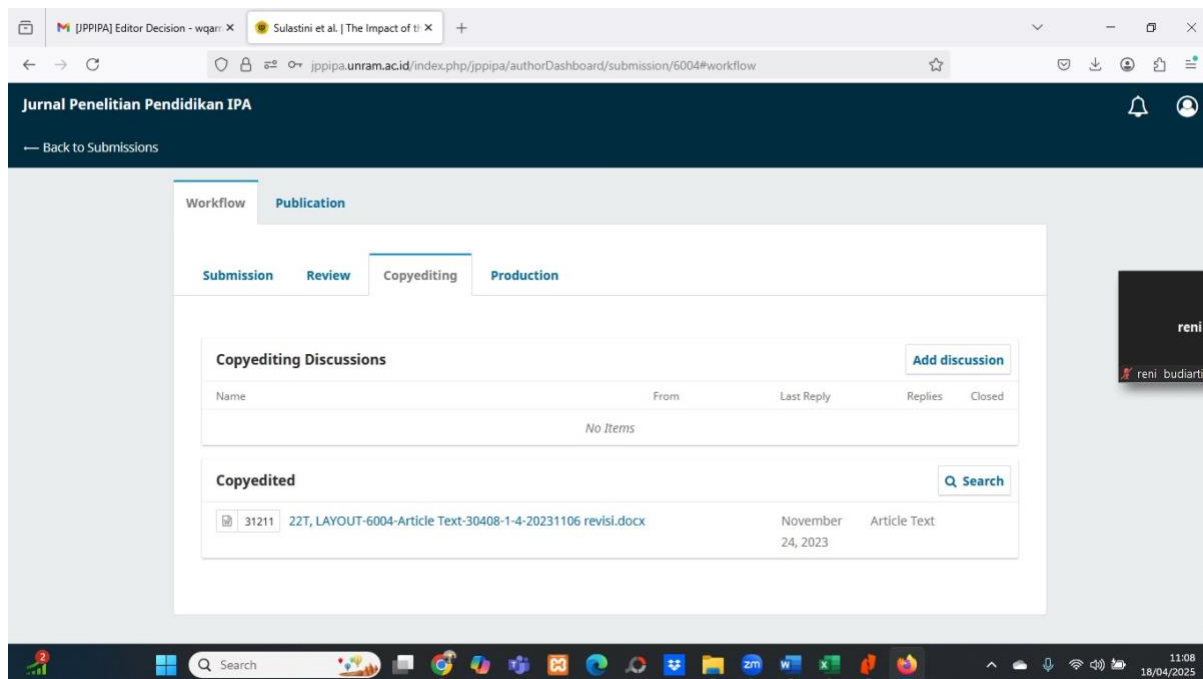 [JPPIPA] Editor Decision - wqarr
Sulastini et al. | The Impact of th
jppipa.unram.ac.id/index.php/jppipa/authorDashboard/submission/6004#workflow
Jurnal Penelitian Pendidikan IPA
← Back to Submissions
Workflow Publication
Submission Review Copyediting Production
Copyediting Discussions Add discussion
Name From Last Reply Replies Closed
No Items
Copyedited Search
31211 22T, LAYOUT-6004-Article Text-30408-1-4-20231106 revisi.docx November Article Text
24, 2023
reni
reni budiarti
2
Search
zm
11:08
18/04/2025